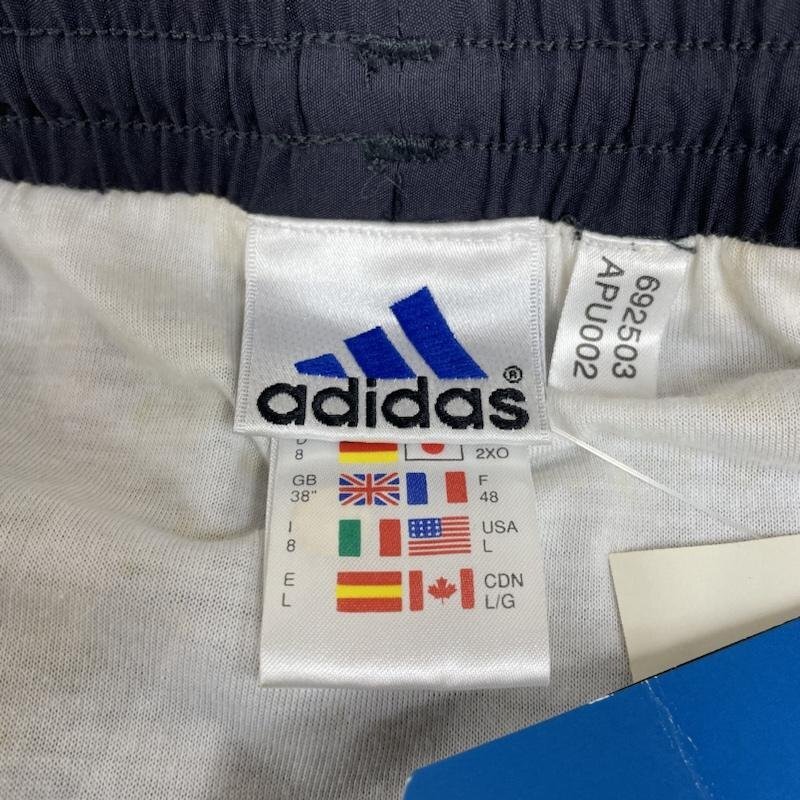 adidas®
692503
APU002
8 2XO
GB F
38" 48
I USA
8 L
E CDN
L L/G